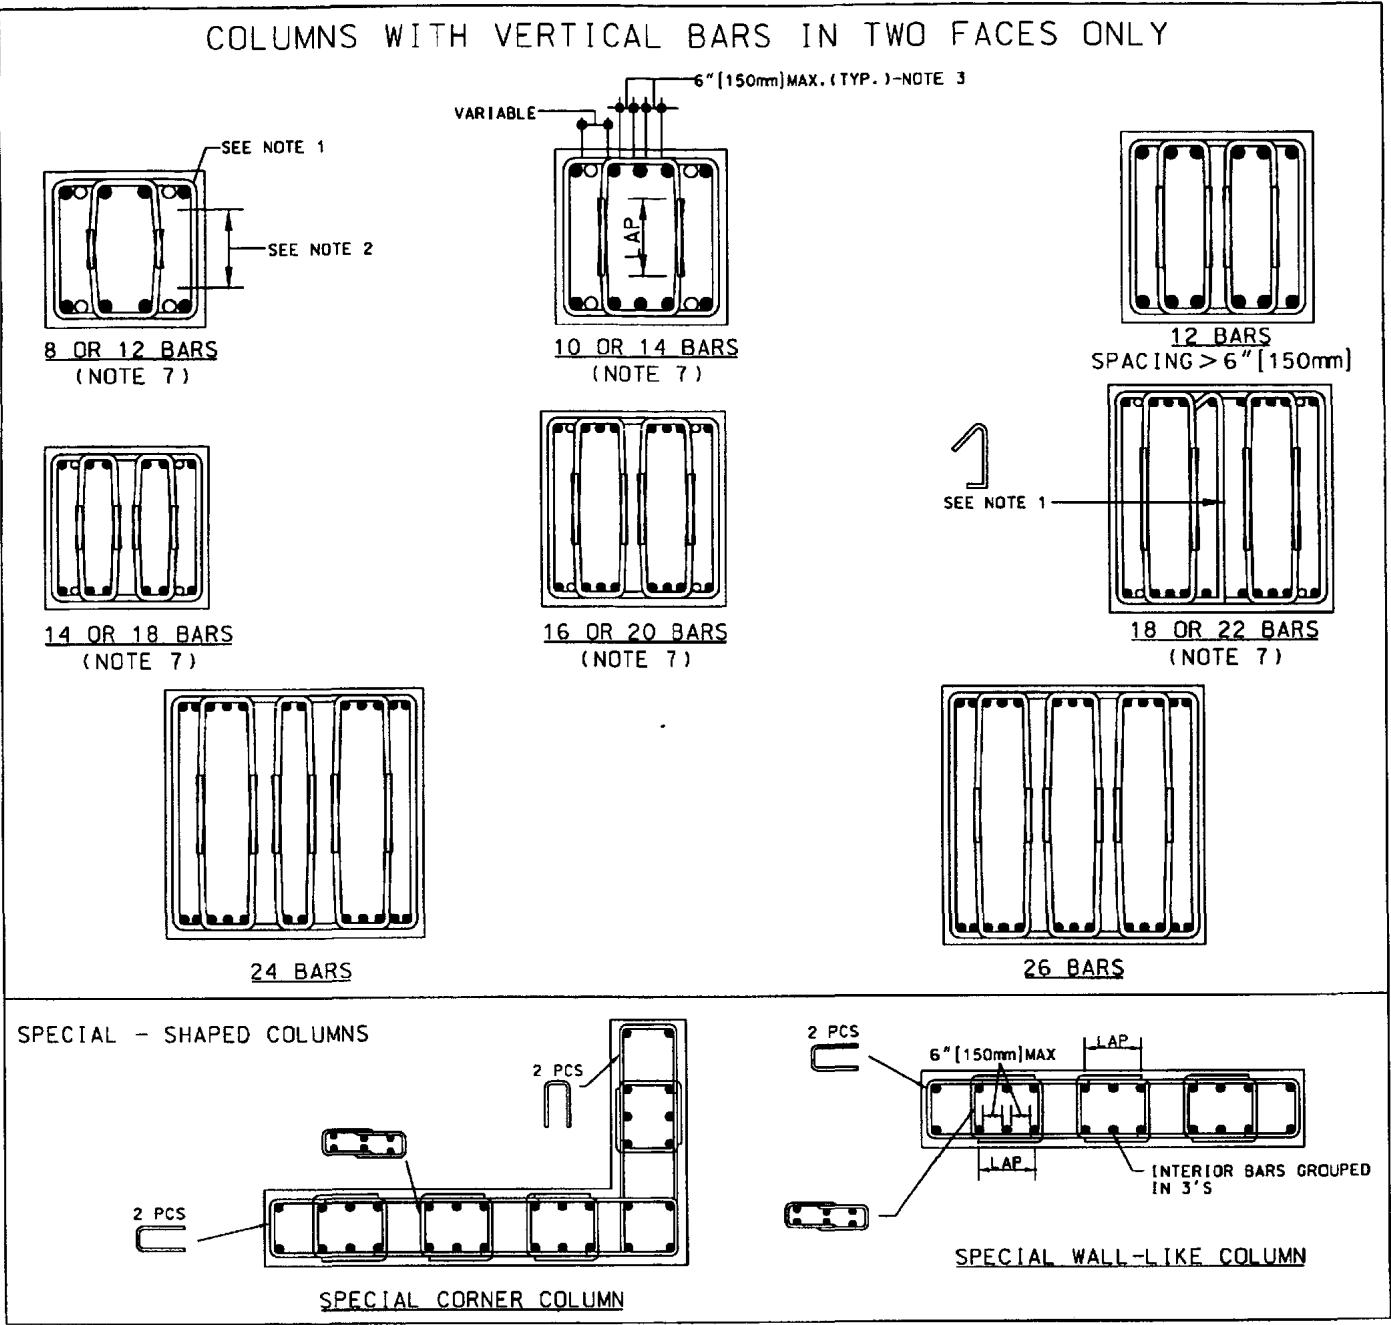 COLUMNS WITH VERTICAL BARS IN TWO FACES ONLY
6"[150mm]MAX.(TYP.)-NOTE 3
VARIABLE
SEE NOTE 1
SEE NOTE 2
LAP
8 OR 12 BARS
(NOTE 7)
10 OR 14 BARS
(NOTE 7)
12 BARS
SPACING > 6"[150mm]
SEE NOTE 1
14 OR 18 BARS
(NOTE 7)
16 OR 20 BARS
(NOTE 7)
18 OR 22 BARS
(NOTE 7)
24 BARS
26 BARS
SPECIAL - SHAPED COLUMNS
2 PCS
2 PCS
SPECIAL CORNER COLUMN
2 PCS
6"[150mm]MAX
LAP
LAP
INTERIOR BARS GROUPED
IN 3'S
SPECIAL WALL-LIKE COLUMN